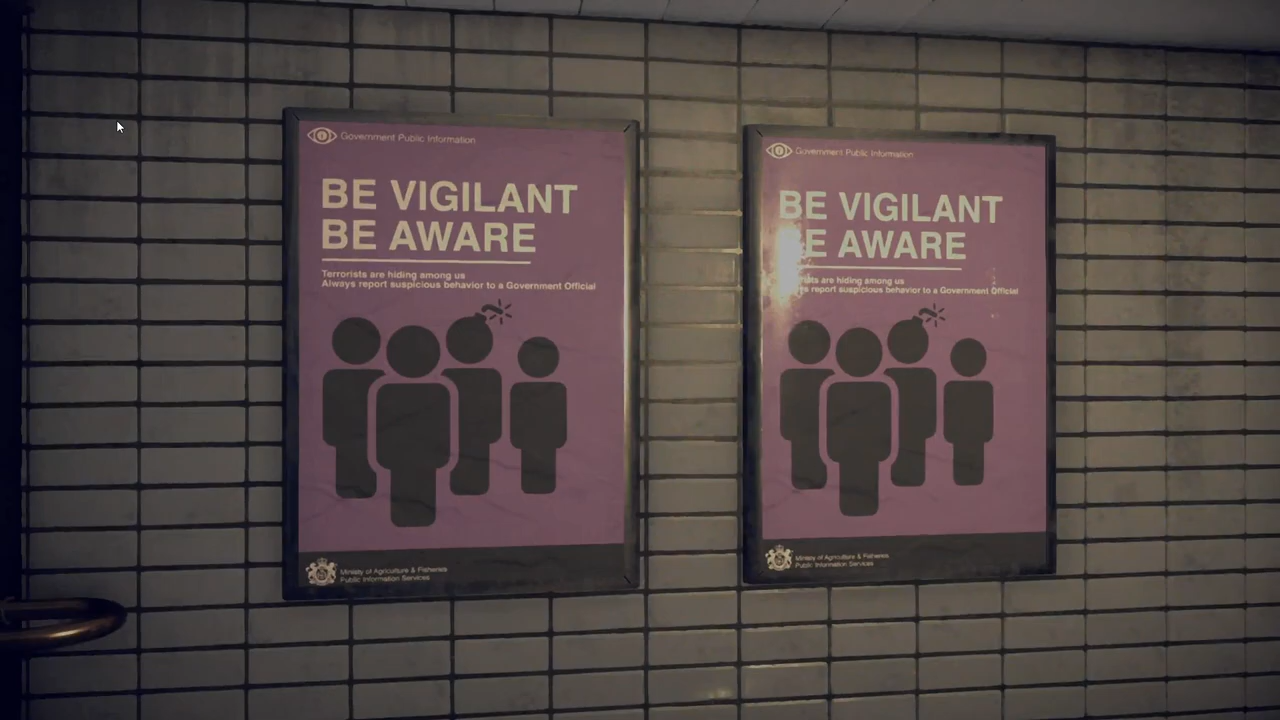 Government Public Information
BE VIGILANT
BE AWARE
Terrorists are hiding among us
Always report suspicious behavior to a Government Official
Ministry of Agriculture & Fisheries
Public Information Services
Government Public Information
BE VIGILANT
BE AWARE
are hiding among us
report suspicious behavior to a Government Official
Ministry of Agriculture & Fisheries
Public Information Services